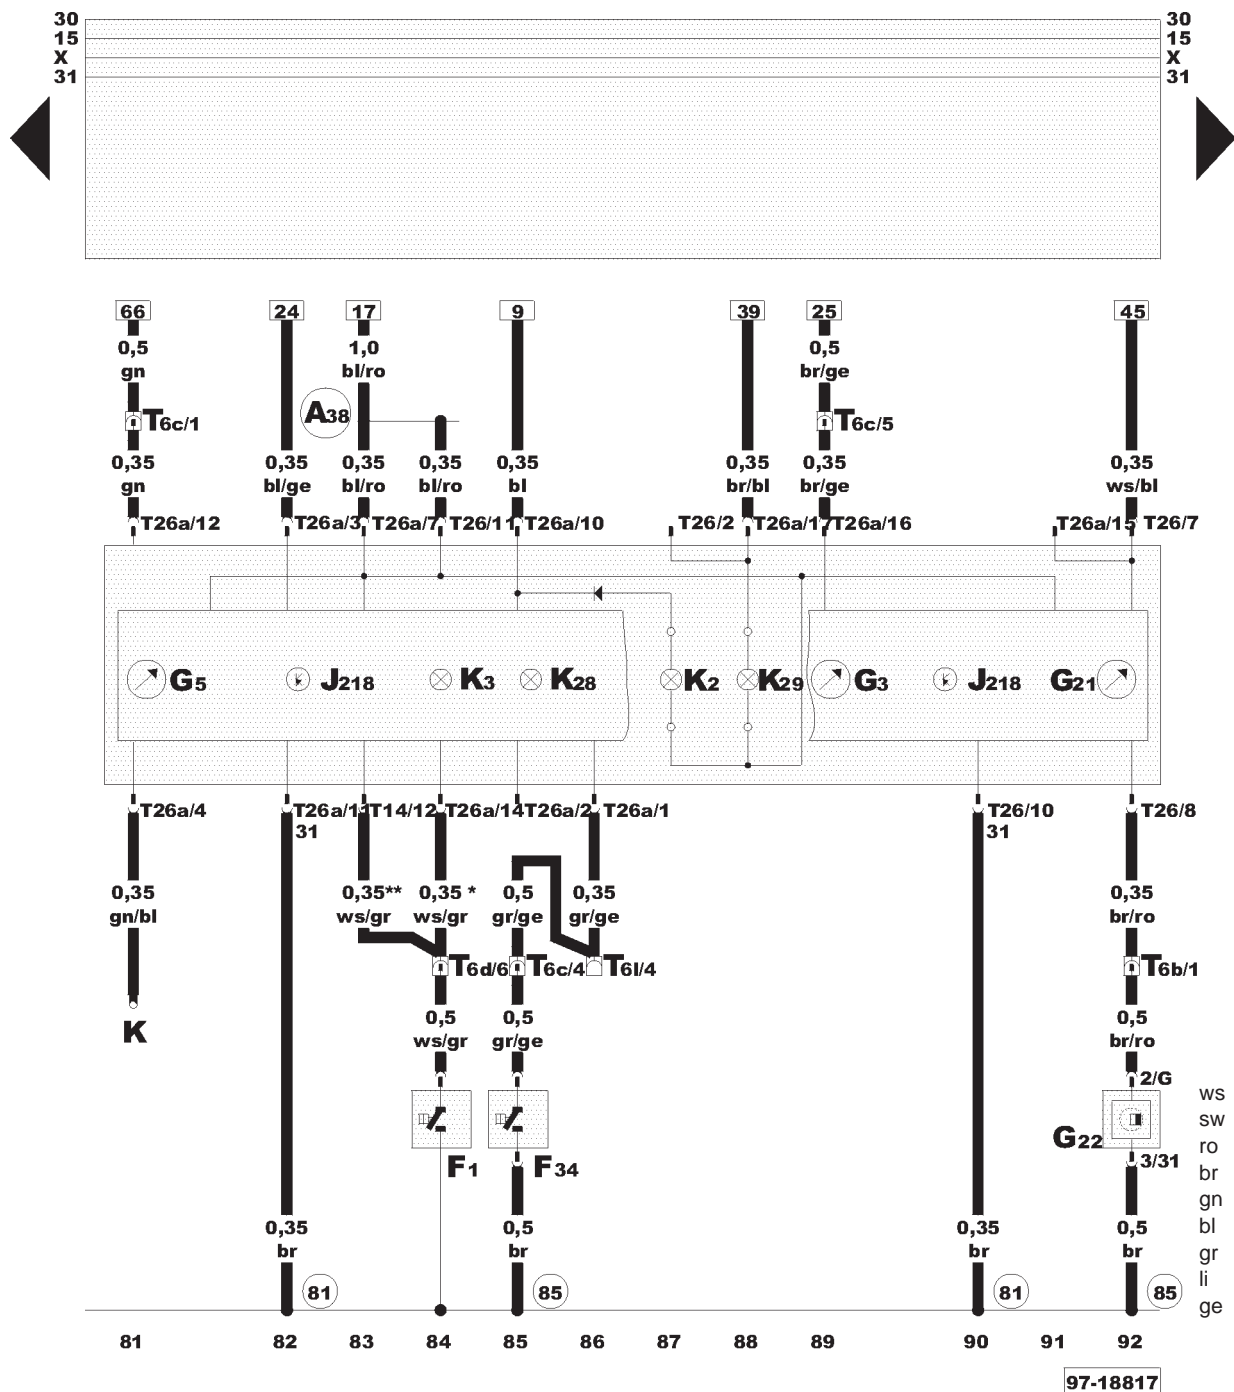 30 30
15 15
X X
31 31
66 24 17 9 39 25 45
0,5 1,0 0,5
gn bl/ro br/ge
A38
T6c/1 T6c/5
0,35 0,35 0,35 0,35 0,35 0,35 0,35 0,35
gn bl/ge bl/ro bl/ro bl br/bl br/ge ws/bl
T26a/12 T26a/3 T26a/7 T26/11 T26a/10 T26/2 T26a/17 T26a/16 T26a/15 T26/7
G5 J218 K3 K28 K2 K29 G3 J218 G21
T26a/4 T26a/11 T14/12 T26a/14 T26a/2 T26a/1 T26/10 T26/8
31 31
0,35 0,35** 0,35 * 0,5 0,35 0,35
gn/bl ws/gr ws/gr gr/ge gr/ge br/ro
T6d/6 T6c/4 T6l/4 T6b/1
0,5 0,5 0,5
K ws/gr gr/ge br/ro
2/G
ws
sw
G22
ro
F1 F34 3/31
br
gn
0,35 0,5 0,35 0,5 bl
br br br br gr
li
81 85 81 85
ge
81 82 83 84 85 86 87 88 89 90 91 92
97-18817